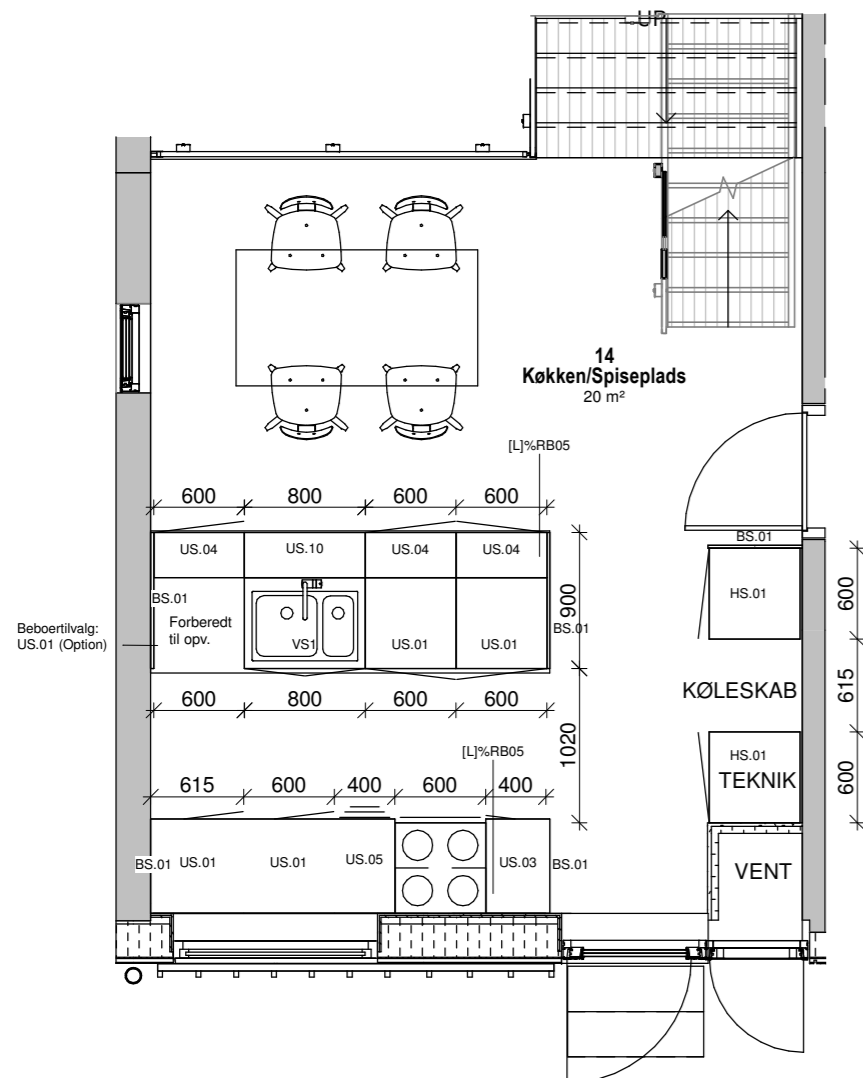 UP
14
Køkken/Spiseplads
20 m²
[L]%RB05
600 800 600 600
BS.01
US.04 US.10 US.04 US.04
HS.01
600
BS.01
Forberedt
til opv.
VS1
US.01 US.01
BS.01
900
Beboertilvalg:
US.01 (Option)
KØLESKAB
615
600 800 600 600
1020
[L]%RB05
HS.01
TEKNIK
600
615 600 400 600 400
BS.01
US.01 US.01 US.05 US.03
BS.01
VENT